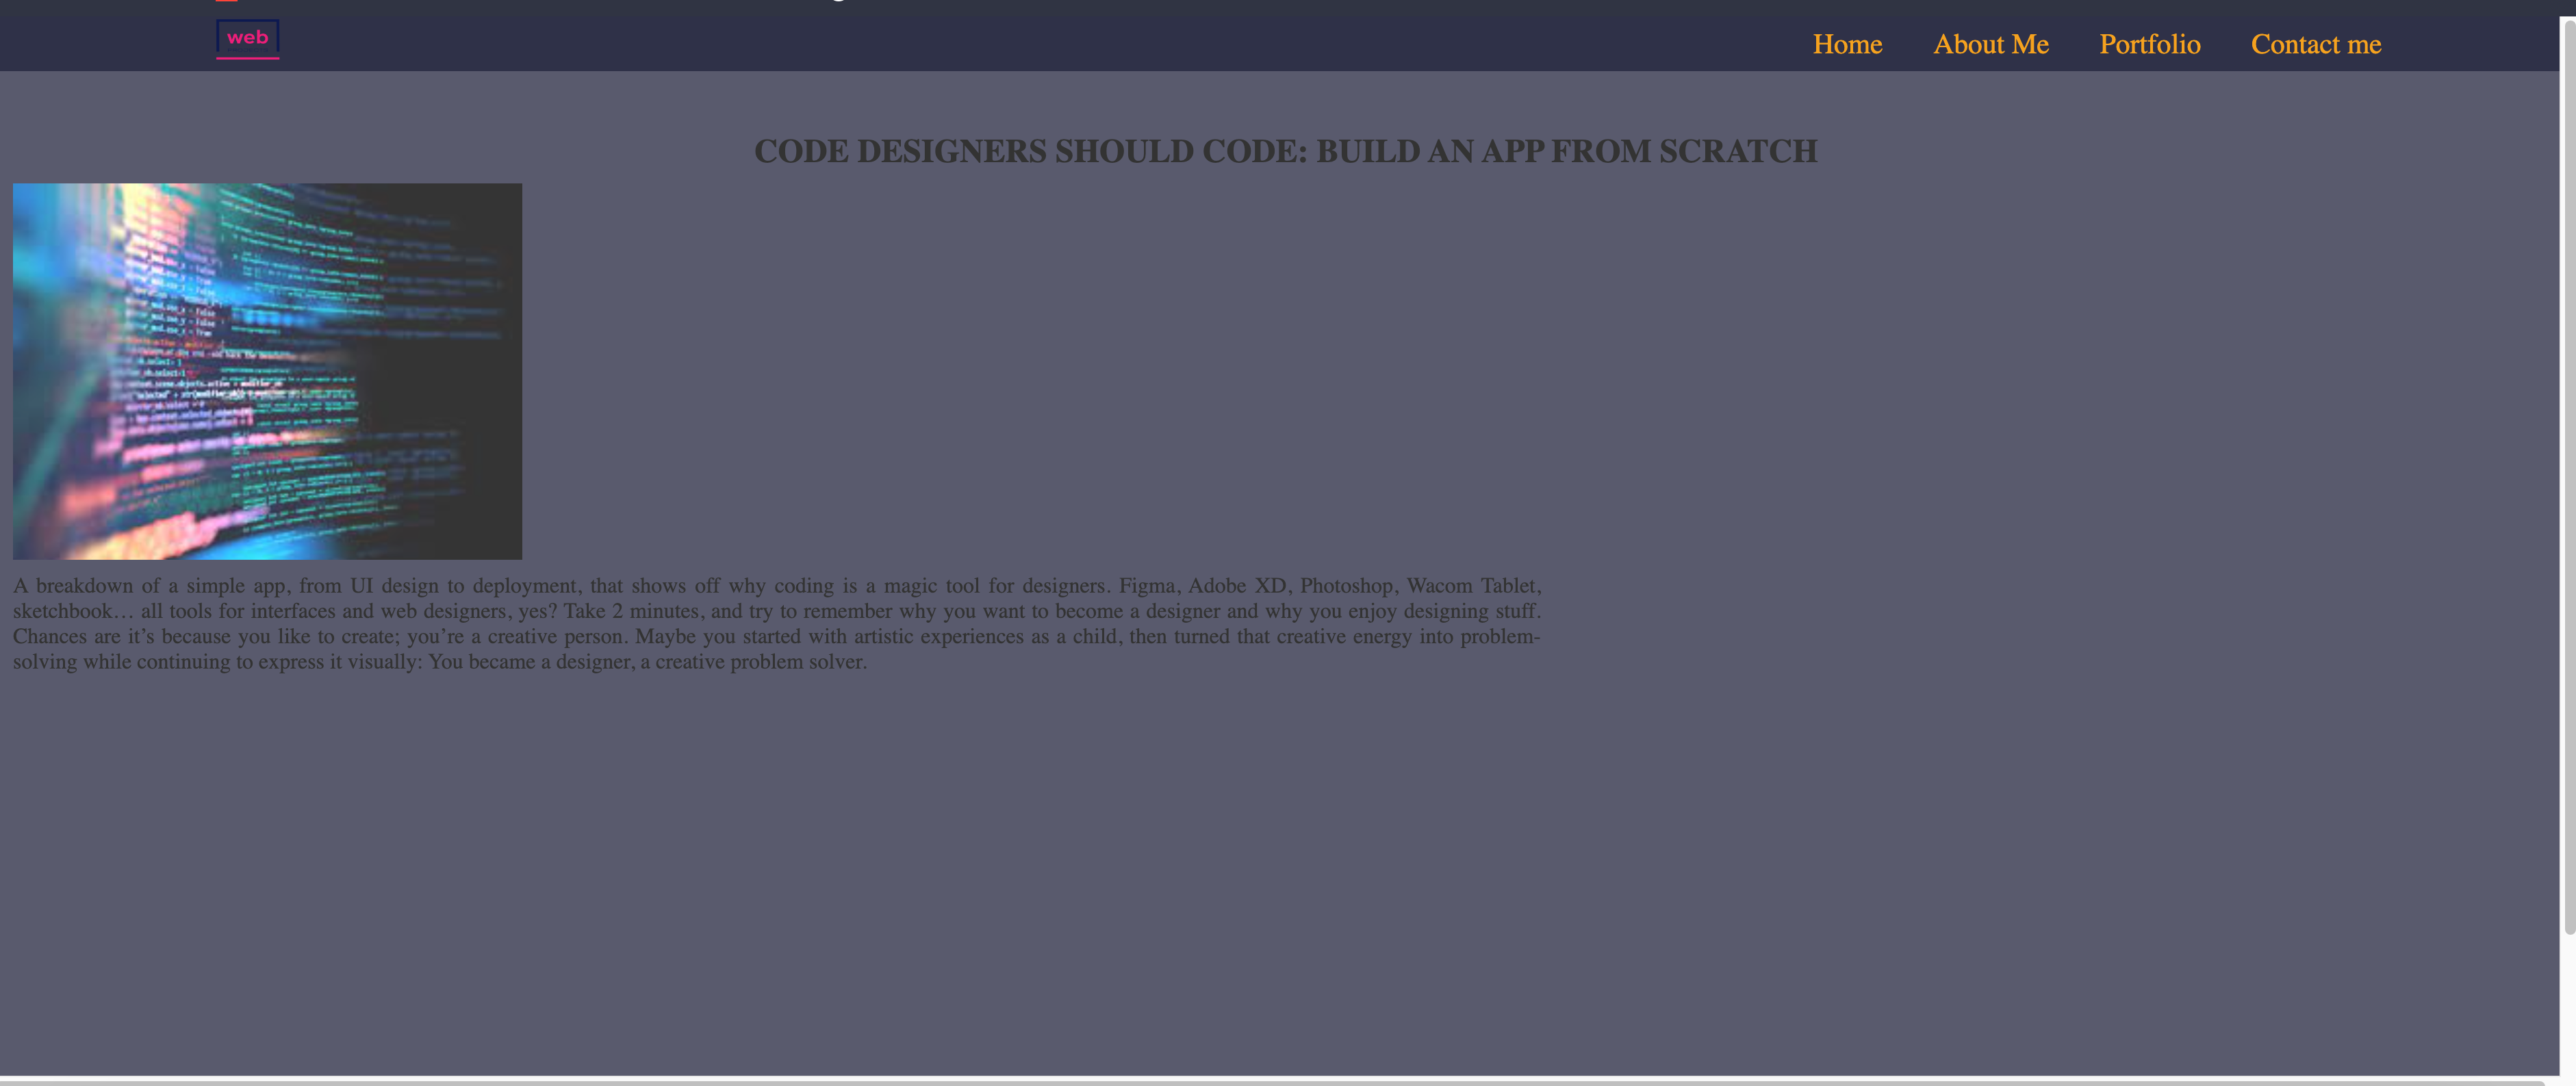 web
Home About Me Portfolio Contact me
CODE DESIGNERS SHOULD CODE: BUILD AN APP FROM SCRATCH
A breakdown of a simple app, from UI design to deployment, that shows off why coding is a magic tool for designers. Figma, Adobe XD, Photoshop, Wacom Tablet,
sketchbook… all tools for interfaces and web designers, yes? Take 2 minutes, and try to remember why you want to become a designer and why you enjoy designing stuff.
Chances are it’s because you like to create; you’re a creative person. Maybe you started with artistic experiences as a child, then turned that creative energy into problem-
solving while continuing to express it visually: You became a designer, a creative problem solver.